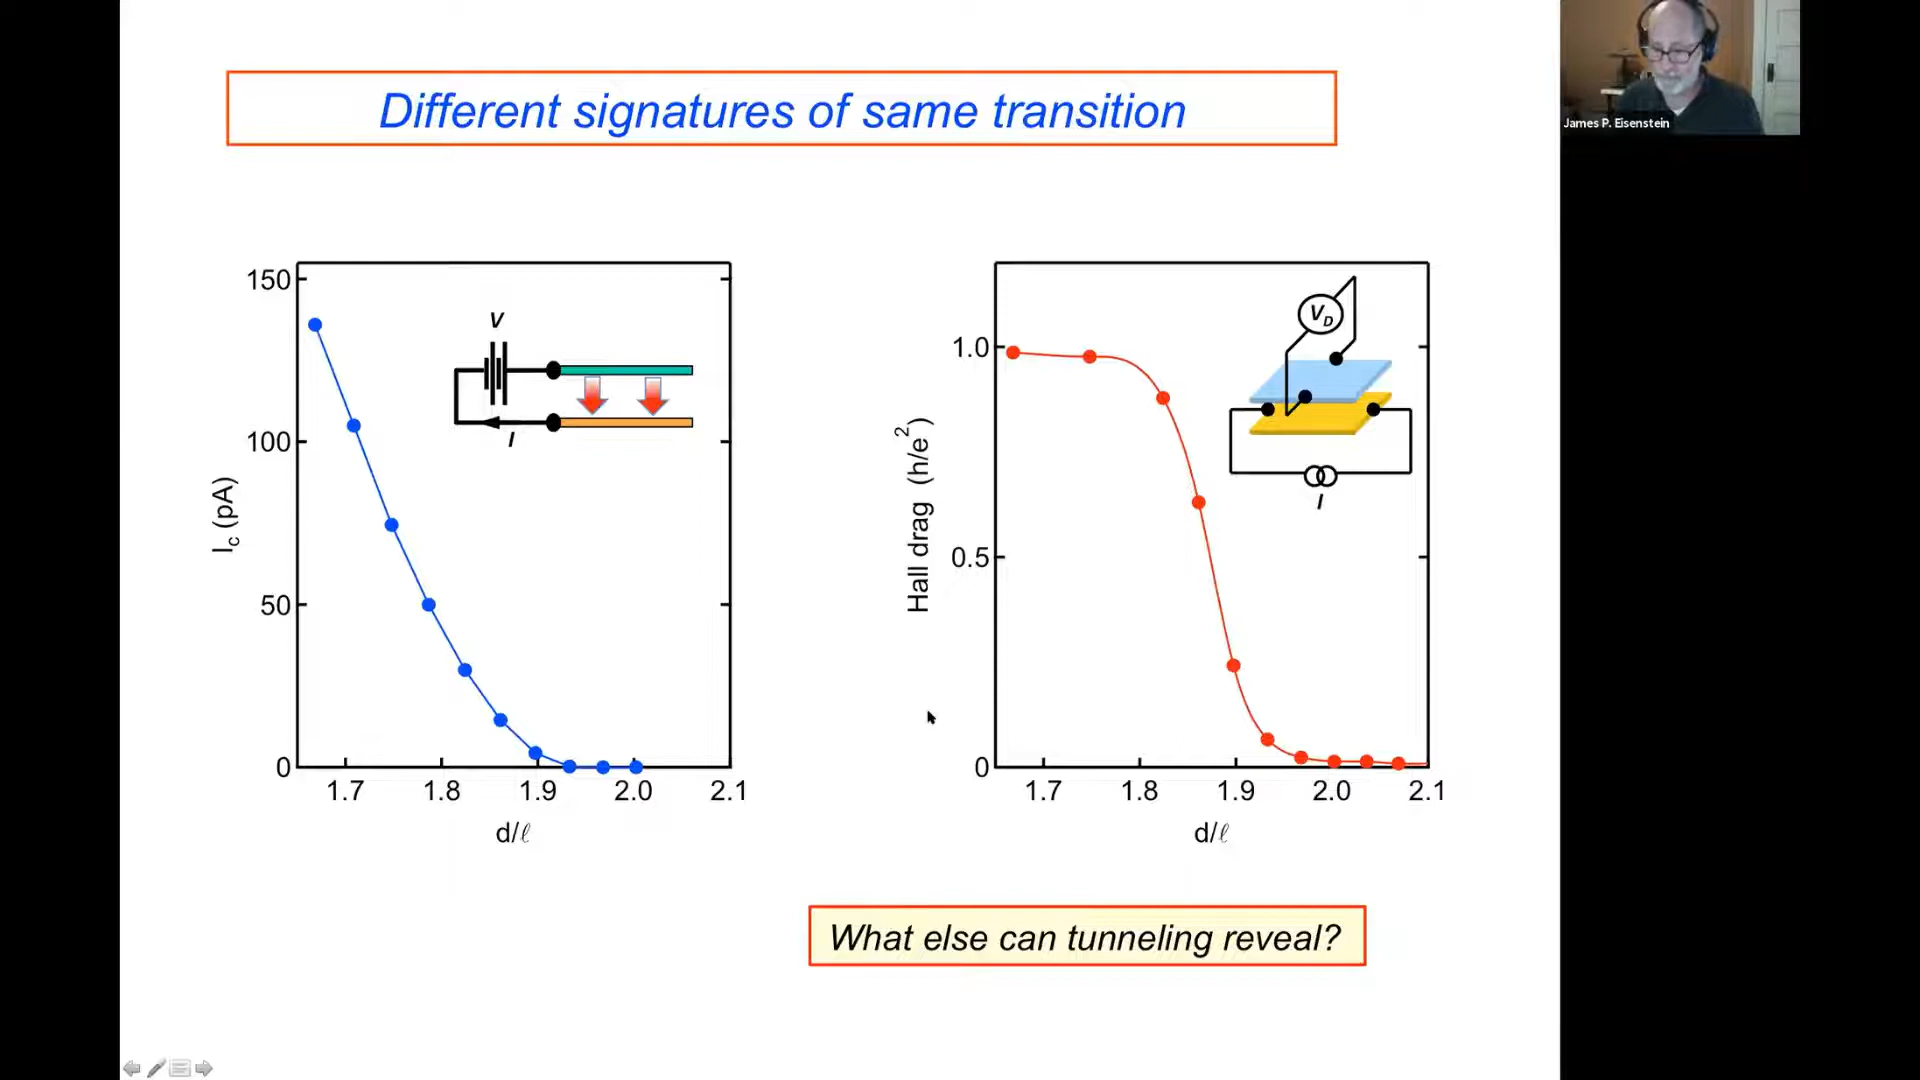 Different signatures of same transition
James P. Eisenstein
150
100
50
0
I_c (pA)
1.7 1.8 1.9 2.0 2.1
d/ℓ
V
I
1.0
0.5
0
Hall drag (h/e²)
1.7 1.8 1.9 2.0 2.1
d/ℓ
V_D
I
What else can tunneling reveal?